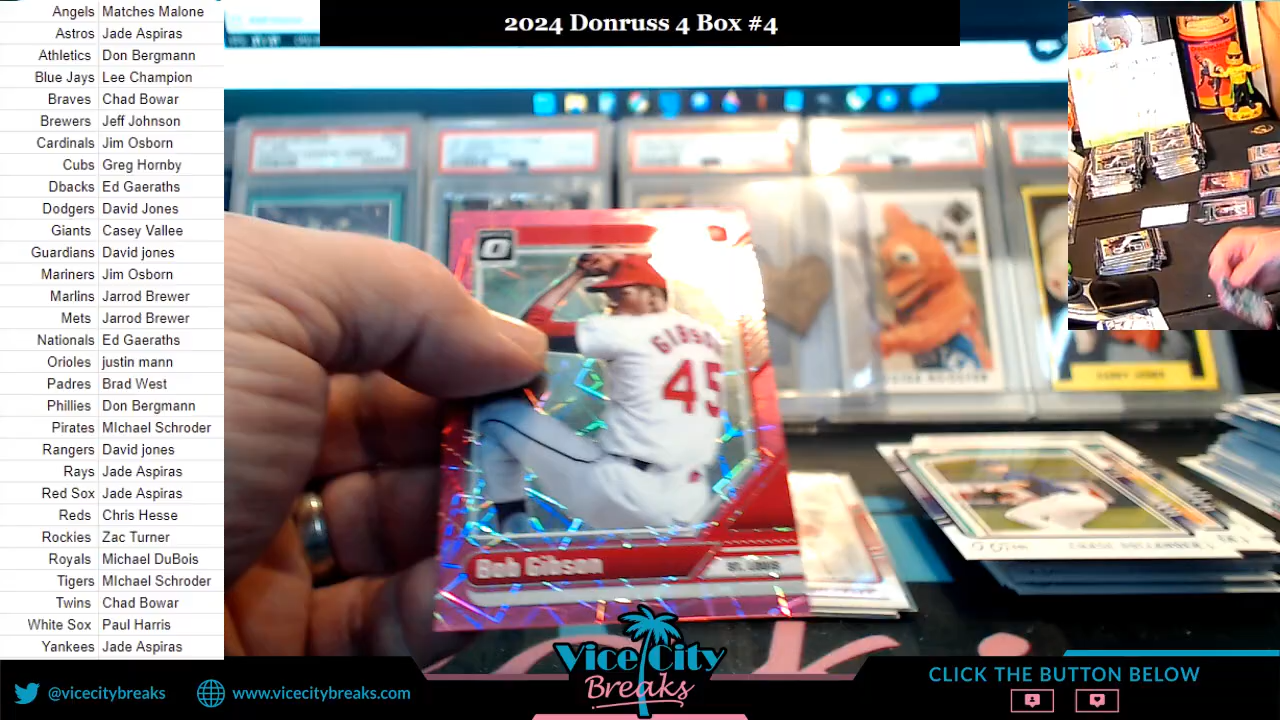 2024 Donruss 4 Box #4
Angels Matches Malone
Astros Jade Aspiras
Athletics Don Bergmann
Blue Jays Lee Champion
Braves Chad Bowar
Brewers Jeff Johnson
Cardinals Jim Osborn
Cubs Greg Hornby
Dbacks Ed Gaeraths
Dodgers David Jones
Giants Casey Vallee
Guardians David jones
Mariners Jim Osborn
Marlins Jarrod Brewer
Mets Jarrod Brewer
Nationals Ed Gaeraths
Orioles justin mann
Padres Brad West
Phillies Don Bergmann
Pirates MIchael Schroder
Rangers David jones
Rays Jade Aspiras
Red Sox Jade Aspiras
Reds Chris Hesse
Rockies Zac Turner
Royals Michael DuBois
Tigers MIchael Schroder
Twins Chad Bowar
White Sox Paul Harris
Yankees Jade Aspiras
GIBSON
45
Bob Gibson
ST. LOUIS
Vice City
Breaks
@vicecitybreaks
www.vicecitybreaks.com
CLICK THE BUTTON BELOW